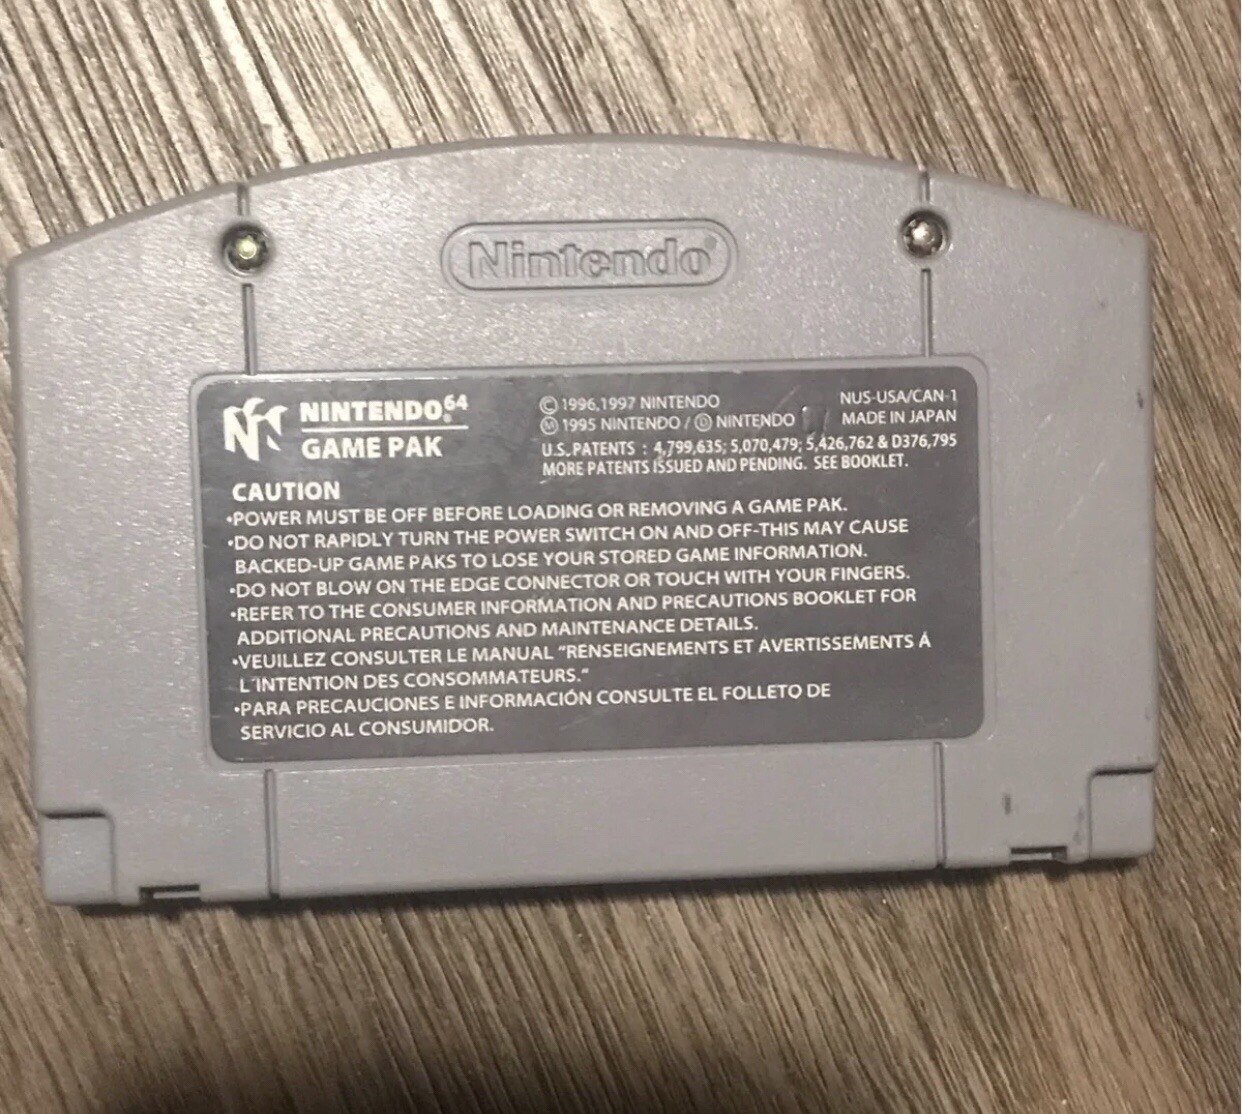 Nintendo®
NINTENDO⁶⁴®
GAME PAK
© 1996,1997 NINTENDO
Ⓜ 1995 NINTENDO / Ⓓ NINTENDO
NUS-USA/CAN-1
MADE IN JAPAN
U.S. PATENTS : 4,799,635; 5,070,479; 5,426,762 & D376,795
MORE PATENTS ISSUED AND PENDING. SEE BOOKLET.
CAUTION
•POWER MUST BE OFF BEFORE LOADING OR REMOVING A GAME PAK.
•DO NOT RAPIDLY TURN THE POWER SWITCH ON AND OFF-THIS MAY CAUSE
BACKED-UP GAME PAKS TO LOSE YOUR STORED GAME INFORMATION.
•DO NOT BLOW ON THE EDGE CONNECTOR OR TOUCH WITH YOUR FINGERS.
•REFER TO THE CONSUMER INFORMATION AND PRECAUTIONS BOOKLET FOR
ADDITIONAL PRECAUTIONS AND MAINTENANCE DETAILS.
•VEUILLEZ CONSULTER LE MANUAL "RENSEIGNEMENTS ET AVERTISSEMENTS Á
L'INTENTION DES CONSOMMATEURS."
•PARA PRECAUCIONES E INFORMACIÓN CONSULTE EL FOLLETO DE
SERVICIO AL CONSUMIDOR.